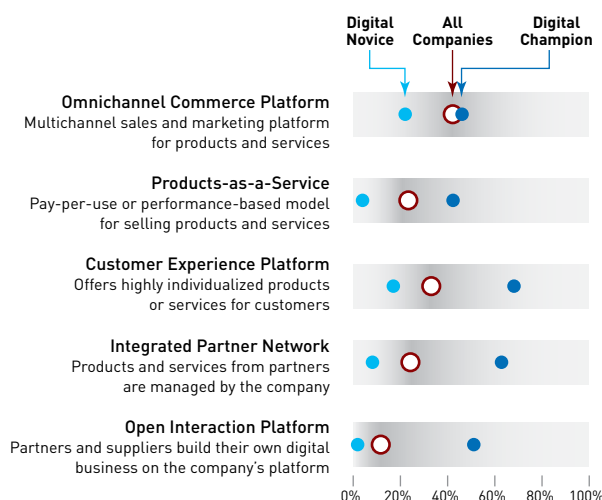 Digital
Novice
All
Companies
Digital
Champion
Omnichannel Commerce Platform
Multichannel sales and marketing platform
for products and services
Products-as-a-Service
Pay-per-use or performance-based model
for selling products and services
Customer Experience Platform
Offers highly individualized products
or services for customers
Integrated Partner Network
Products and services from partners
are managed by the company
Open Interaction Platform
Partners and suppliers build their own digital
business on the company's platform
0% 20% 40% 60% 80% 100%